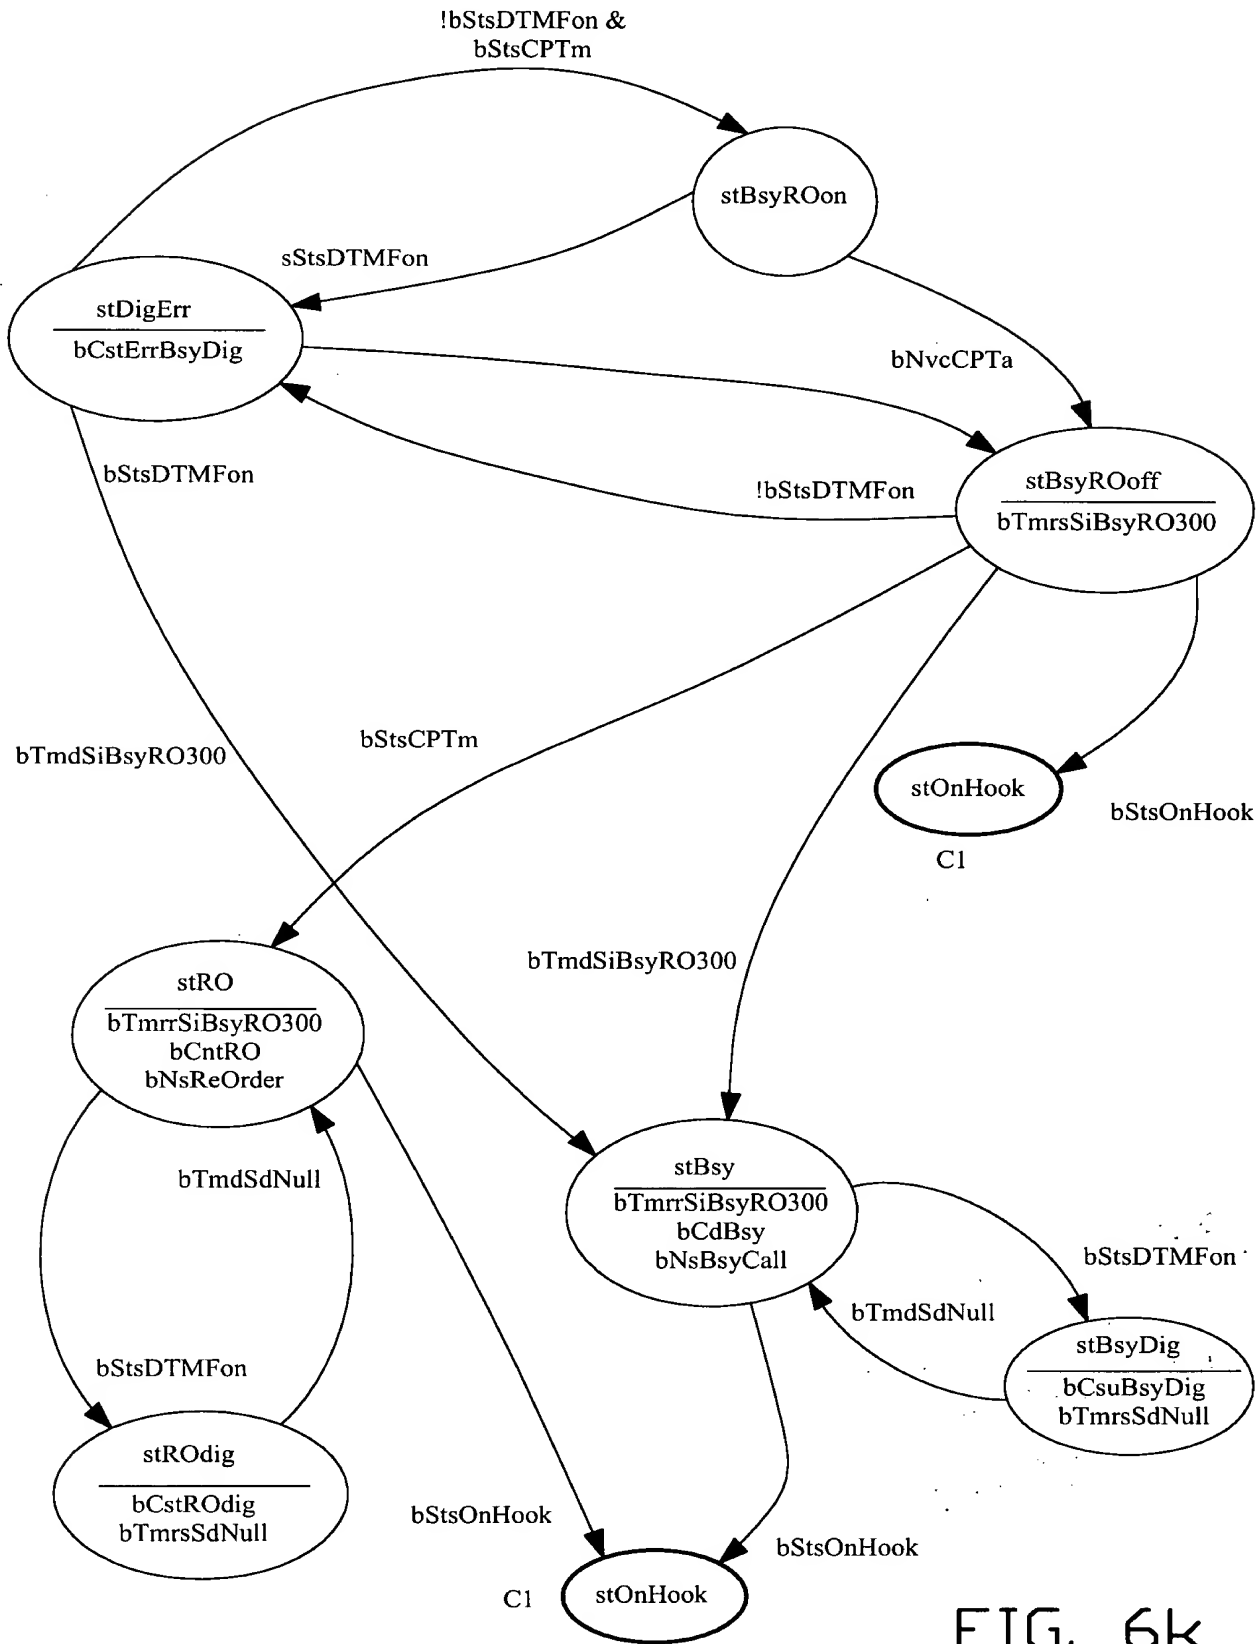 !bStsDTMFon &
bStsCPTm
stBsyROon
sStsDTMFon
stDigErr
bCstErrBsyDig
bNvcCPTa
bStsDTMFon
!bStsDTMFon
stBsyROoff
bTmrsSiBsyRO300
bTmdSiBsyRO300
bStsCPTm
stOnHook
bStsOnHook
C1
bTmdSiBsyRO300
stRO
bTmrrSiBsyRO300
bCntRO
bNsReOrder
bTmdSdNull
stBsy
bTmrrSiBsyRO300
bCdBsy
bNsBsyCall
bStsDTMFon
bTmdSdNull
stBsyDig
bCsuBsyDig
bTmrsSdNull
bStsDTMFon
stROdig
bCstROdig
bTmrsSdNull
bStsOnHook
bStsOnHook
C1
stOnHook
FIG. 6k